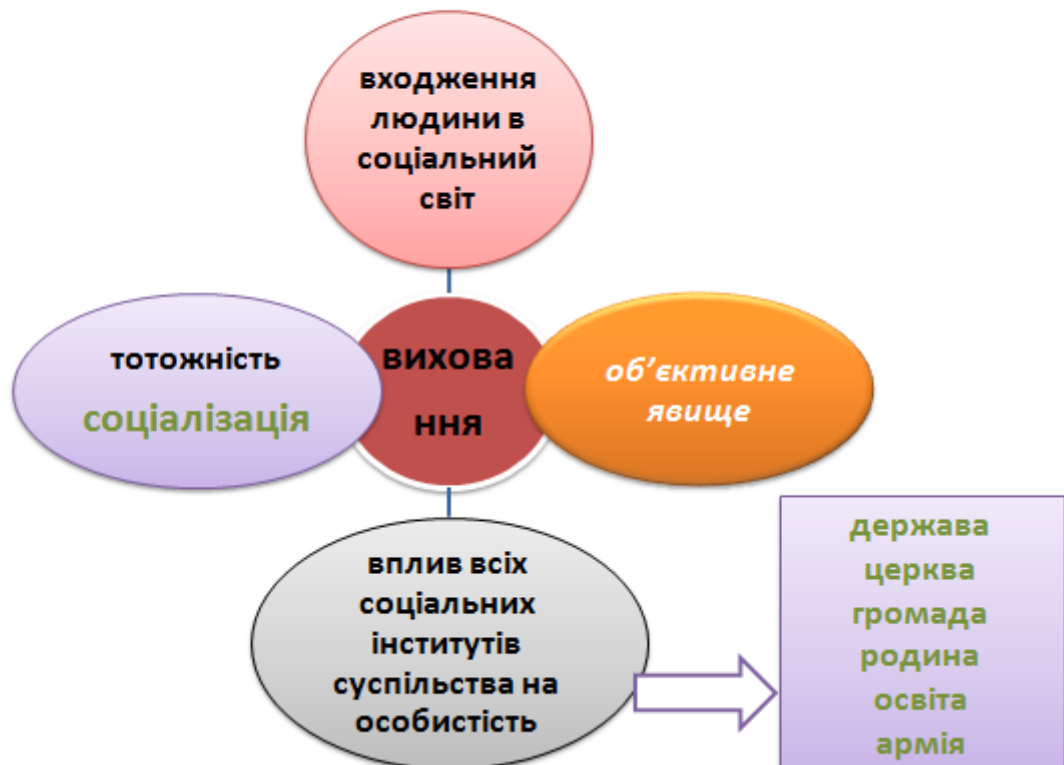 входження
людини в
соціальний
світ
тотожність
соціалізація
вихова
ння
об’єктивне
явище
вплив всіх
соціальних
інститутів
суспільства на
особистість
держава
церква
громада
родина
освіта
армія